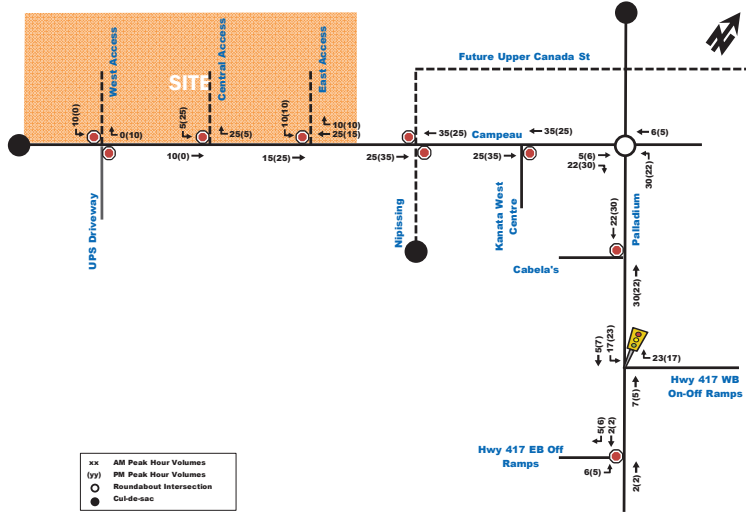 West Access
Central Access
East Access
SITE
Future Upper Canada St
10(0)
0(10)
5(25)
25(5)
10(10)
10(10)
25(15)
35(25)
Campeau
35(25)
6(5)
10(0)
15(25)
25(35)
25(35)
5(6)
22(30)
30(22)
UPS Driveway
Nipissing
Kanata West
Centre
22(30)
Palladium
Cabela's
30(22)
5(7)
17(23)
23(17)
Hwy 417 WB
On-Off Ramps
7(5)
5(6)
2(2)
Hwy 417 EB Off
Ramps
6(5)
2(2)
xx AM Peak Hour Volumes
(yy) PM Peak Hour Volumes
Roundabout Intersection
Cul-de-sac